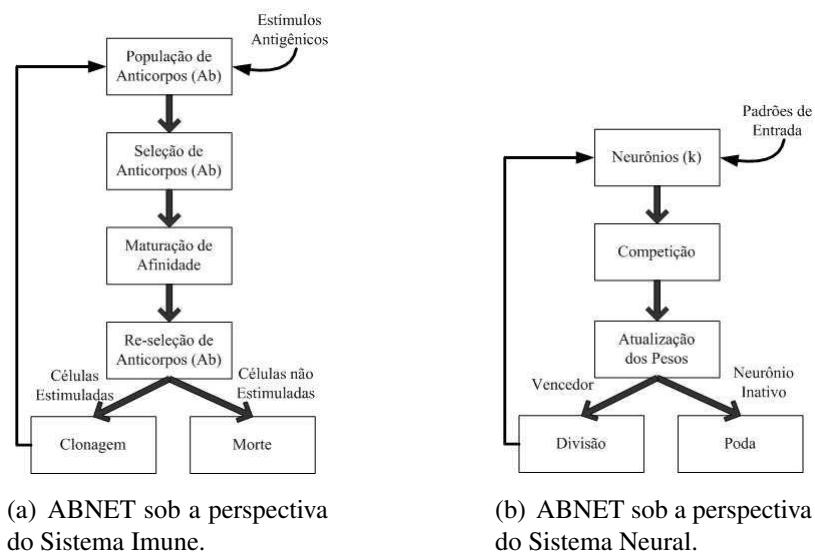 Estímulos
Antigênicos
População de
Anticorpos (Ab)
Seleção de
Anticorpos (Ab)
Maturação de
Afinidade
Re-seleção de
Anticorpos (Ab)
Células
Estimuladas
Células não
Estimuladas
Clonagem
Morte
(a) ABNET sob a perspectiva
do Sistema Imune.
Padrões de
Entrada
Neurônios (k)
Competição
Atualização
dos Pesos
Vencedor
Neurônio
Inativo
Divisão
Poda
(b) ABNET sob a perspectiva
do Sistema Neural.